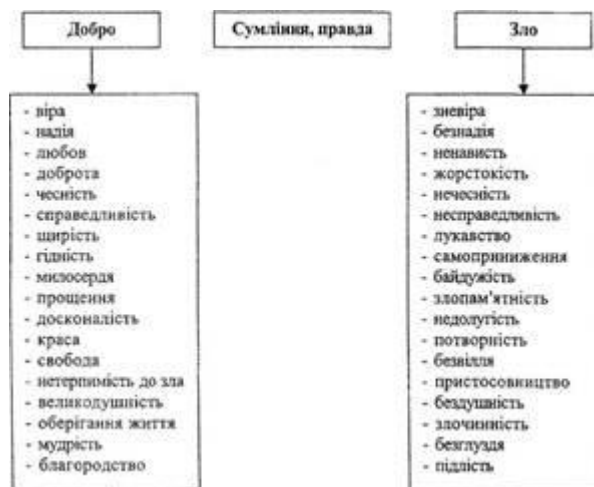 Добро
Сумління, правда
Зло
- віра
- надія
- любов
- доброта
- чесність
- справедливість
- щирість
- гідність
- милосердя
- прощення
- досконалість
- краса
- свобода
- нетерпимість до зла
- великодушність
- оберігання життя
- мудрість
- благородство
- зневіра
- безнадія
- ненависть
- жорстокість
- нечесність
- несправедливість
- лукавство
- самоприниження
- байдужість
- злопам'ятність
- недолугість
- потворність
- безвілля
- пристосовництво
- бездушність
- злочинність
- безглуздя
- підлість